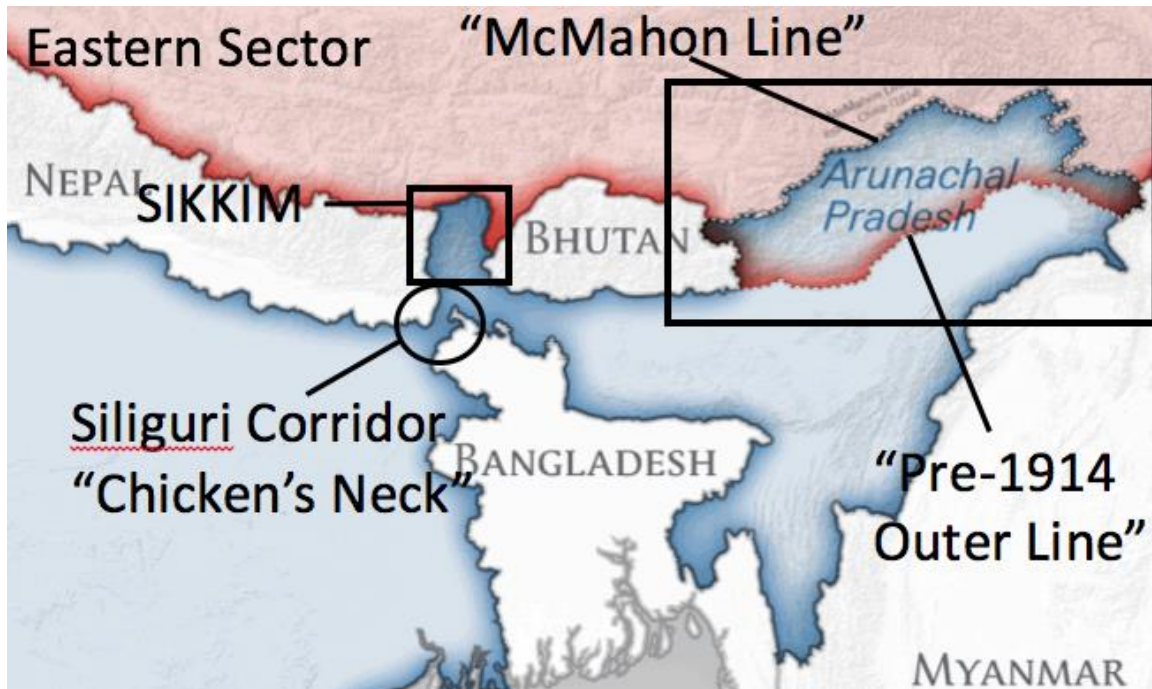 Eastern Sector
“McMahon Line”
NEPAL
SIKKIM
BHUTAN
Arunachal
Pradesh
Siliguri Corridor
“Chicken’s Neck”
BANGLADESH
“Pre-1914
Outer Line”
MYANMAR